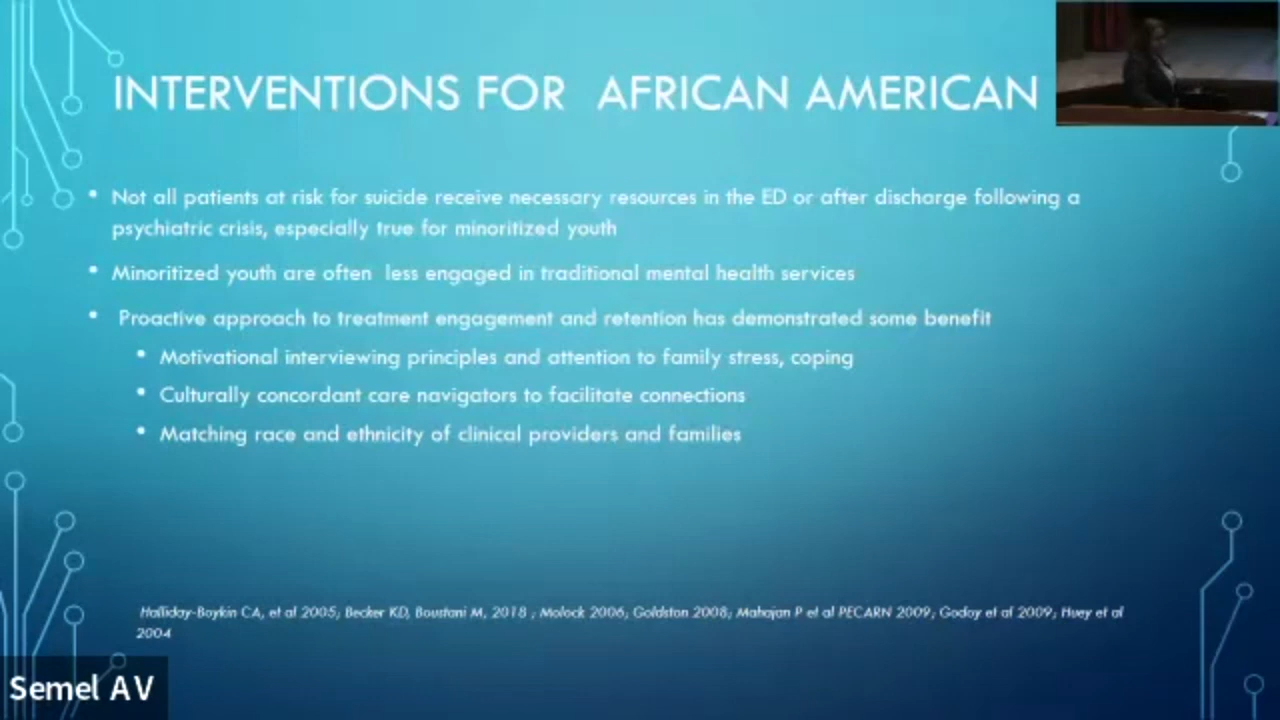 INTERVENTIONS FOR AFRICAN AMERICAN
• Not all patients at risk for suicide receive necessary resources in the ED or after discharge following a
psychiatric crisis, especially true for minoritized youth
• Minoritized youth are often less engaged in traditional mental health services
• Proactive approach to treatment engagement and retention has demonstrated some benefit
• Motivational interviewing principles and attention to family stress, coping
• Culturally concordant care navigators to facilitate connections
• Matching race and ethnicity of clinical providers and families
Halliday-Boykin CA, et al 2005; Becker KD, Boustani M, 2018 ; Molock 2006; Goldston 2008; Mahajan P et al PECARN 2009; Godoy et al 2009; Huey et al
2004
Semel AV